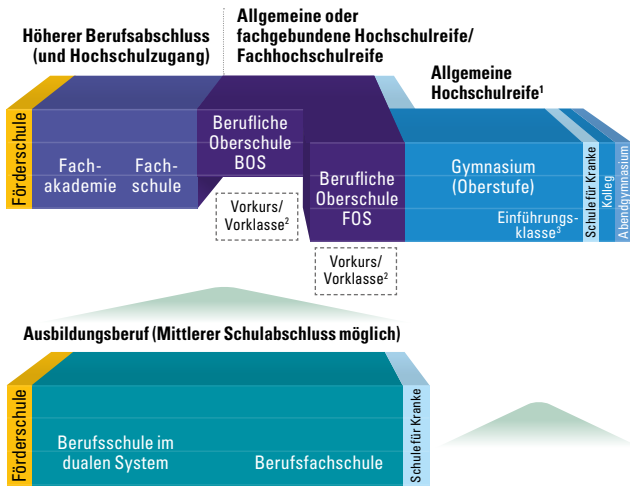 Höherer Berufsabschluss
(und Hochschulzugang)
Allgemeine oder
fachgebundene Hochschulreife/
Fachhochschulreife
Allgemeine
Hochschulreife¹
Förderschule
Fach-
akademie
Fach-
schule
Berufliche
Oberschule
BOS
Vorkurs/
Vorklasse²
Berufliche
Oberschule
FOS
Vorkurs/
Vorklasse²
Gymnasium
(Oberstufe)
Einführungs-
klasse³
Schule für Kranke
Kolleg
Abendgymnasium
Ausbildungsberuf (Mittlerer Schulabschluss möglich)
Förderschule
Berufsschule im
dualen System
Berufsfachschule
Schule für Kranke